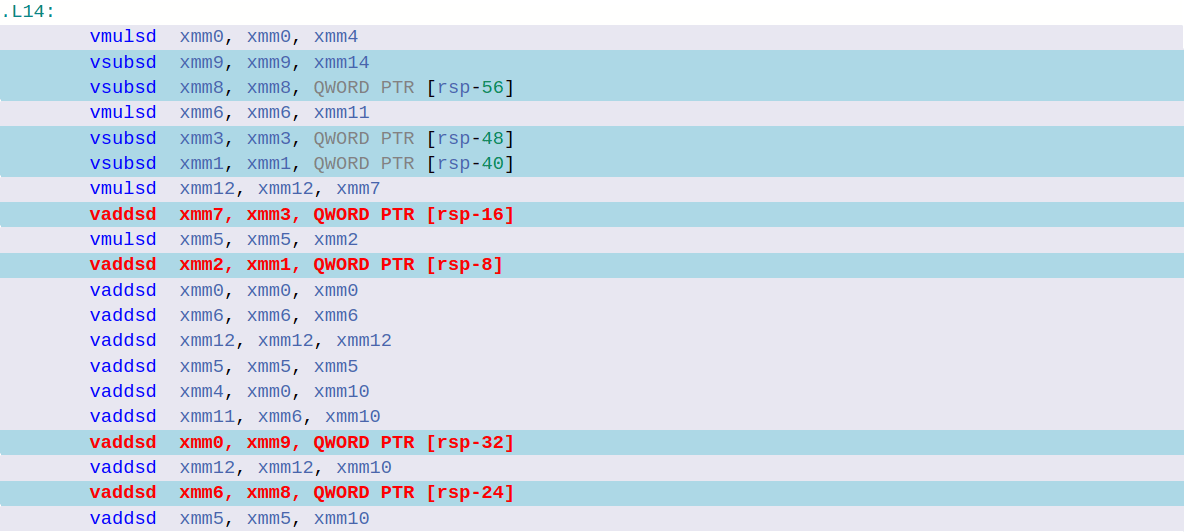 .L14:
vmulsd xmm0, xmm0, xmm4
vsubsd xmm9, xmm9, xmm14
vsubsd xmm8, xmm8, QWORD PTR [rsp-56]
vmulsd xmm6, xmm6, xmm11
vsubsd xmm3, xmm3, QWORD PTR [rsp-48]
vsubsd xmm1, xmm1, QWORD PTR [rsp-40]
vmulsd xmm12, xmm12, xmm7
vaddsd xmm7, xmm3, QWORD PTR [rsp-16]
vmulsd xmm5, xmm5, xmm2
vaddsd xmm2, xmm1, QWORD PTR [rsp-8]
vaddsd xmm0, xmm0, xmm0
vaddsd xmm6, xmm6, xmm6
vaddsd xmm12, xmm12, xmm12
vaddsd xmm5, xmm5, xmm5
vaddsd xmm4, xmm0, xmm10
vaddsd xmm11, xmm6, xmm10
vaddsd xmm0, xmm9, QWORD PTR [rsp-32]
vaddsd xmm12, xmm12, xmm10
vaddsd xmm6, xmm8, QWORD PTR [rsp-24]
vaddsd xmm5, xmm5, xmm10